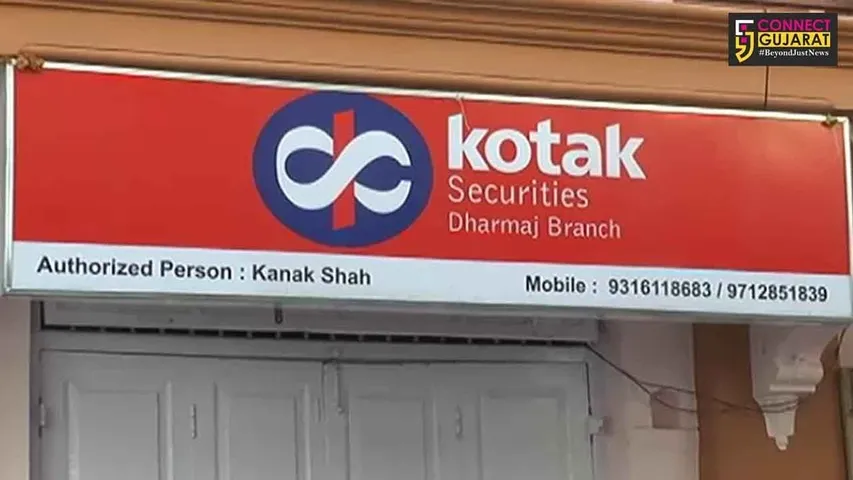 CONNECT
GUJARAT
#BeyondJustNews
kotak
Securities
Dharmaj Branch
Authorized Person : Kanak Shah
Mobile : 9316118683 / 9712851839